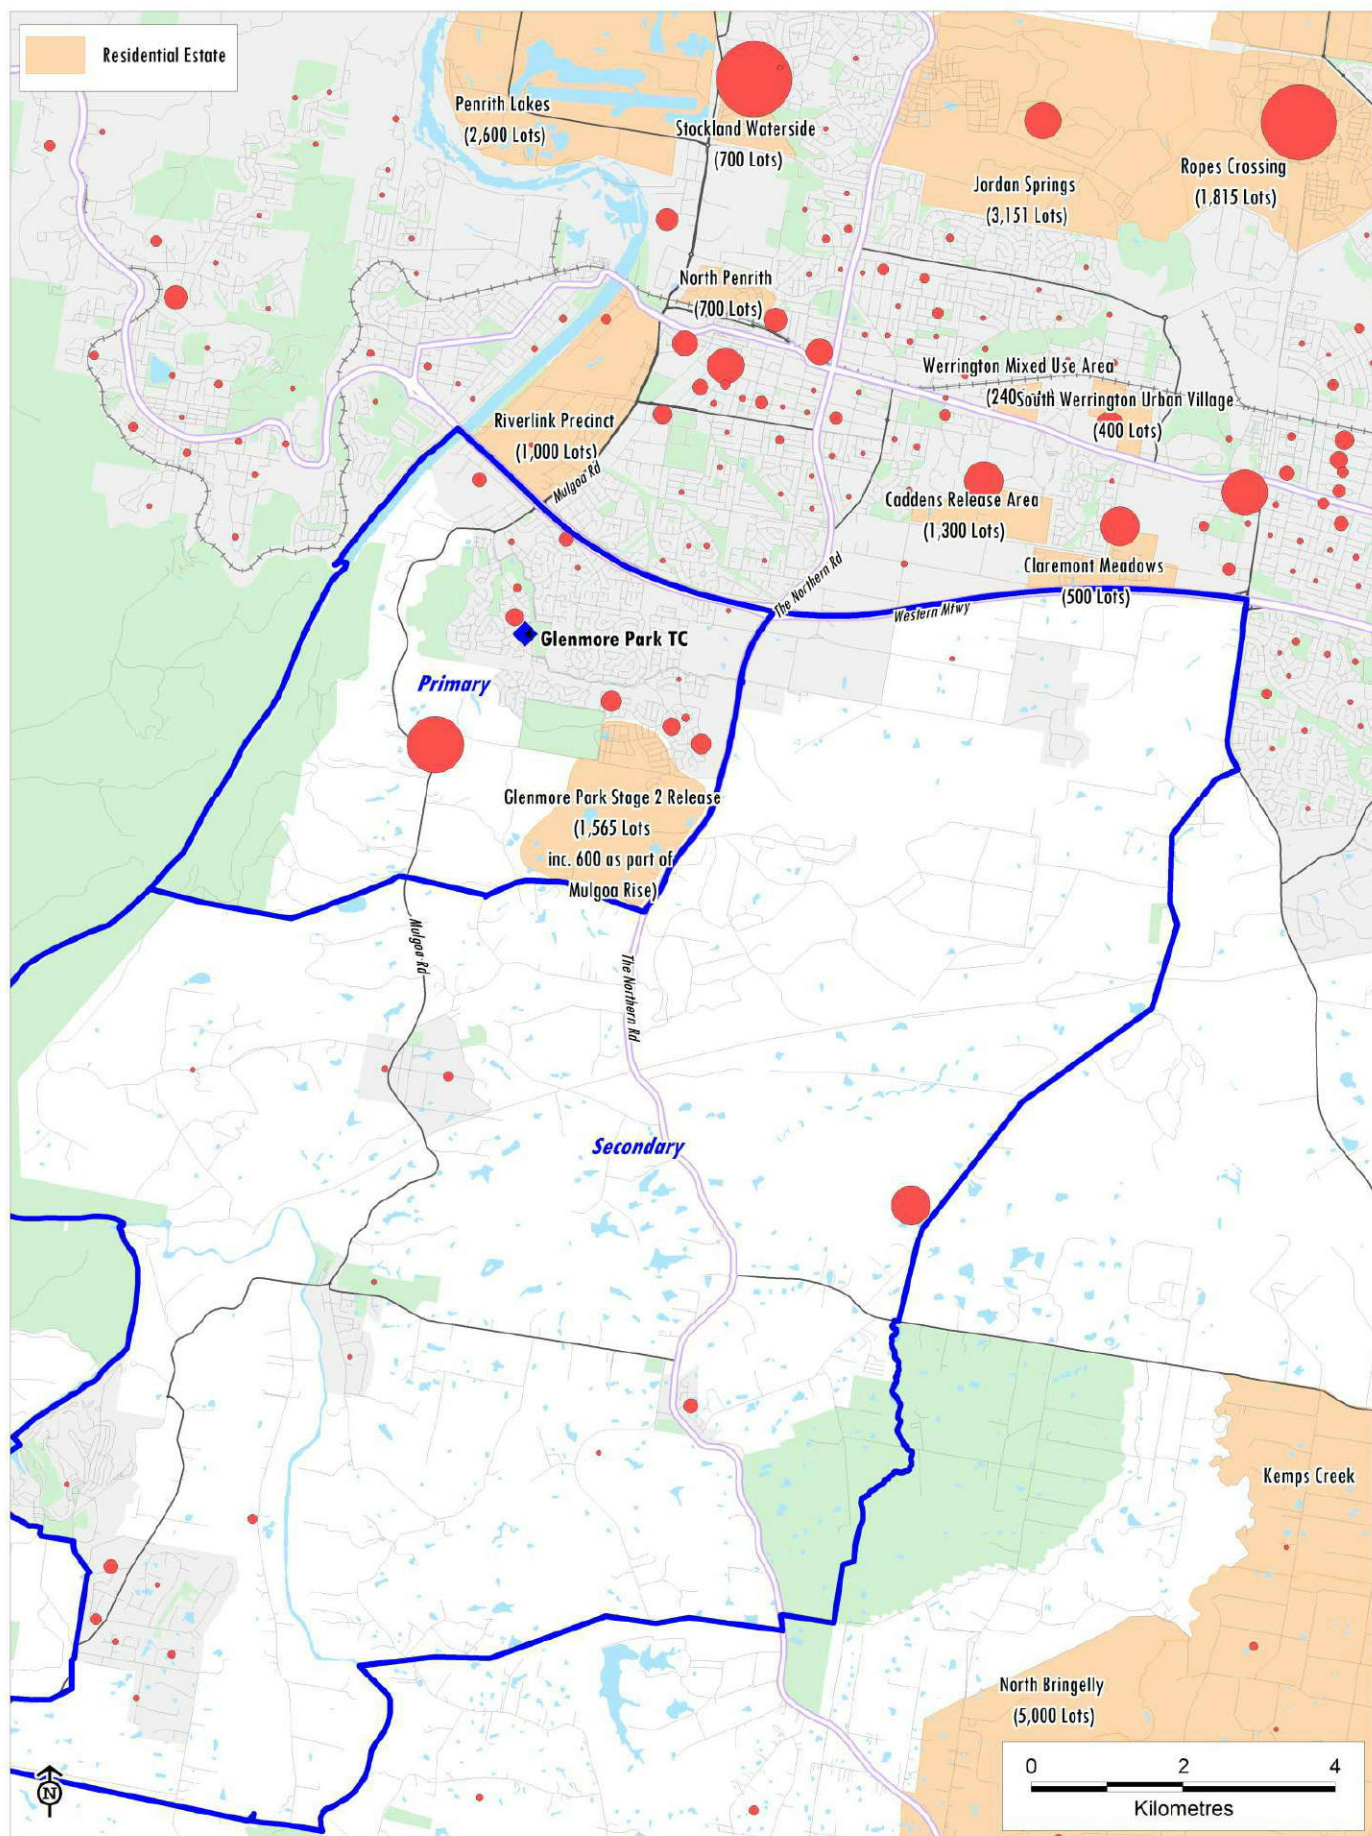 Residential Estate
Penrith Lakes
(2,600 Lots)
Stockland Waterside
(700 Lots)
Ropes Crossing
(1,815 Lots)
Jordan Springs
(3,151 Lots)
North Penrith
(700 Lots)
Werrington Mixed Use Area
(240
South Werrington Urban Village
(400 Lots)
Riverlink Precinct
(1,000 Lots)
Mulgoa Rd
Caddens Release Area
(1,300 Lots)
Claremont Meadows
(500 Lots)
The Northern Rd
Western Mtwy
Glenmore Park TC
Primary
Glenmore Park Stage 2 Release
(1,565 Lots
inc. 600 as part of
Mulgoa Rise)
Mulgoa Rd
The Northern Rd
Secondary
Kemps Creek
North Bringelly
(5,000 Lots)
0 2 4
Kilometres
N